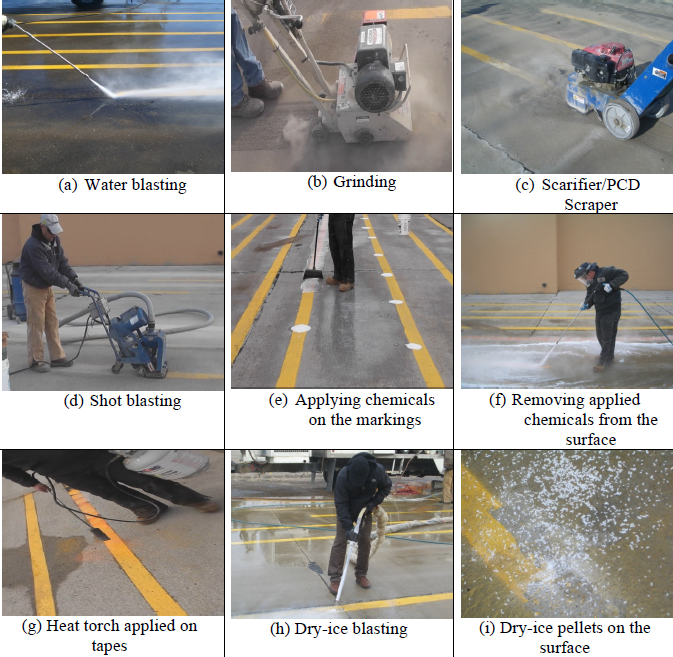 (a) Water blasting
(b) Grinding
(c) Scarifier/PCD
Scraper
(d) Shot blasting
(e) Applying chemicals
on the markings
(f) Removing applied
chemicals from the
surface
(g) Heat torch applied on
tapes
(h) Dry-ice blasting
(i) Dry-ice pellets on the
surface